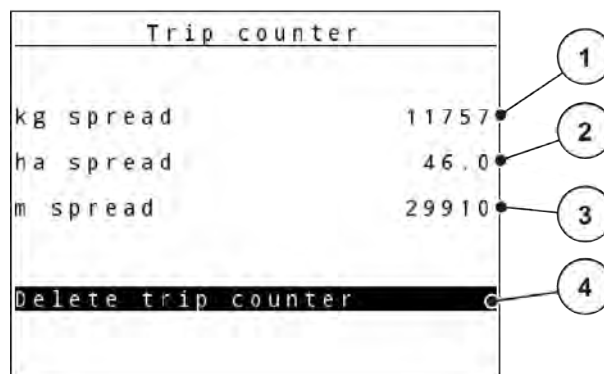 Trip counter
kg spread 11757
ha spread 46.0
m spread 29910
Delete trip counter
1
2
3
4